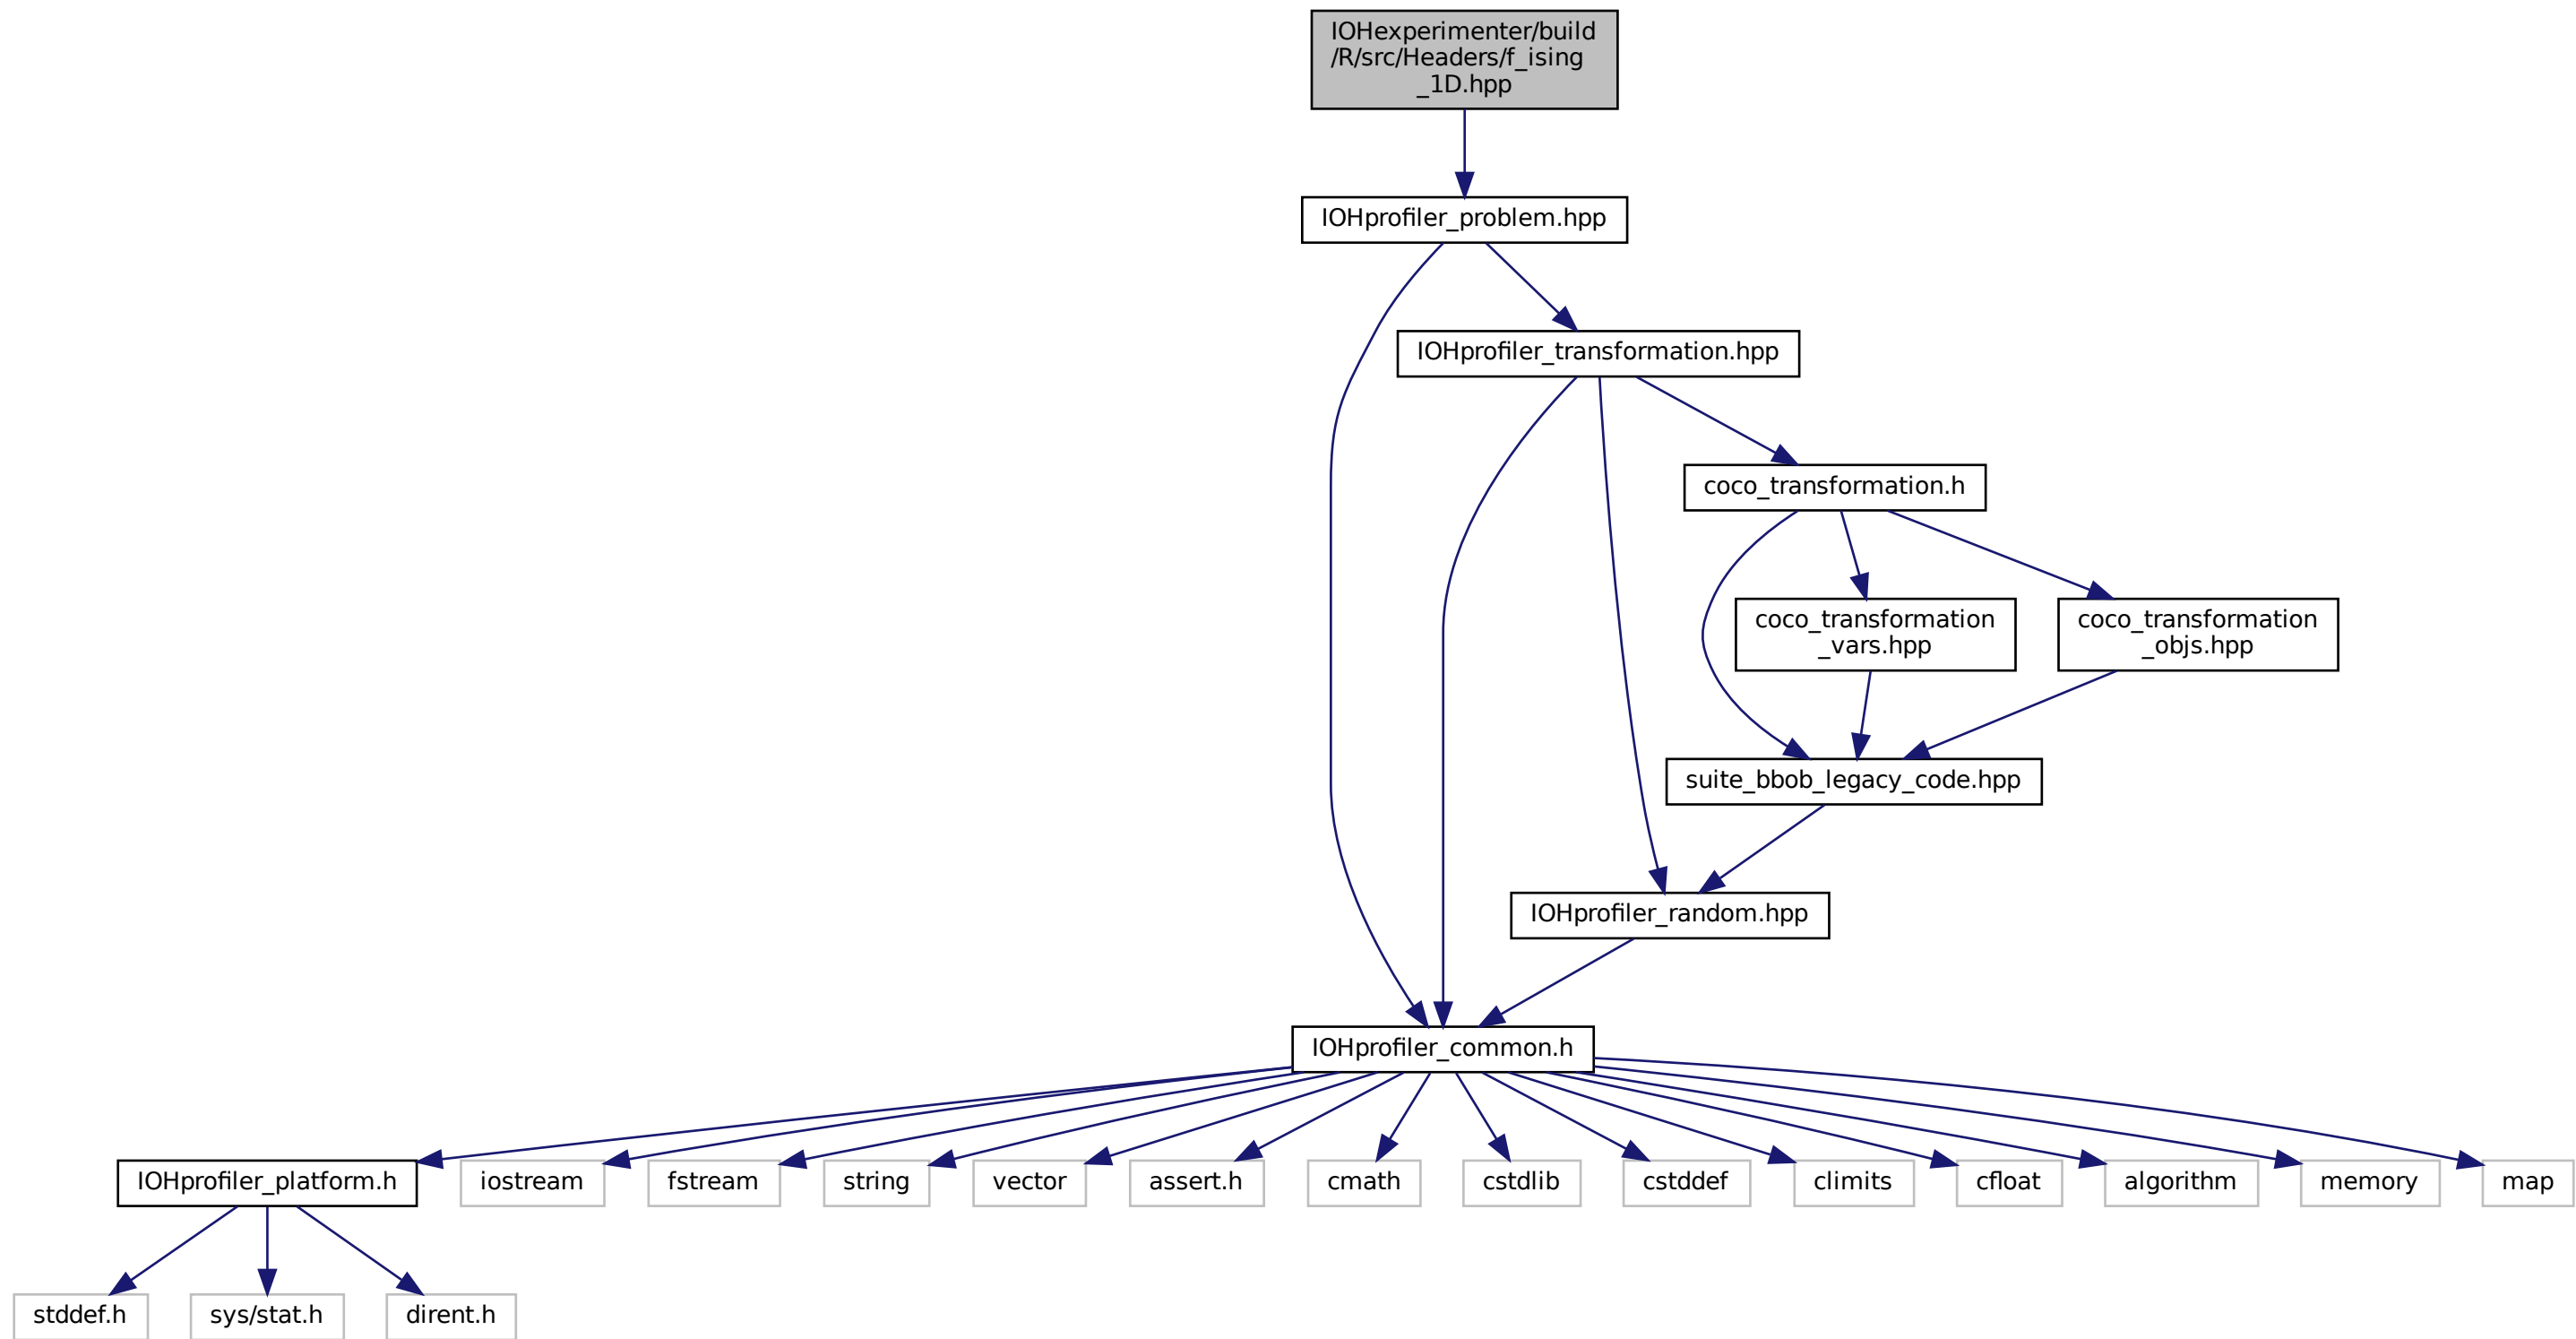 IOHexperimenter/build
/R/src/Headers/f_ising
_1D.hpp
IOHprofiler_problem.hpp
IOHprofiler_transformation.hpp
coco_transformation.h
coco_transformation
_vars.hpp
coco_transformation
_objs.hpp
suite_bbob_legacy_code.hpp
IOHprofiler_random.hpp
IOHprofiler_common.h
IOHprofiler_platform.h
iostream
fstream
string
vector
assert.h
cmath
cstdlib
cstddef
climits
cfloat
algorithm
memory
map
stddef.h
sys/stat.h
dirent.h